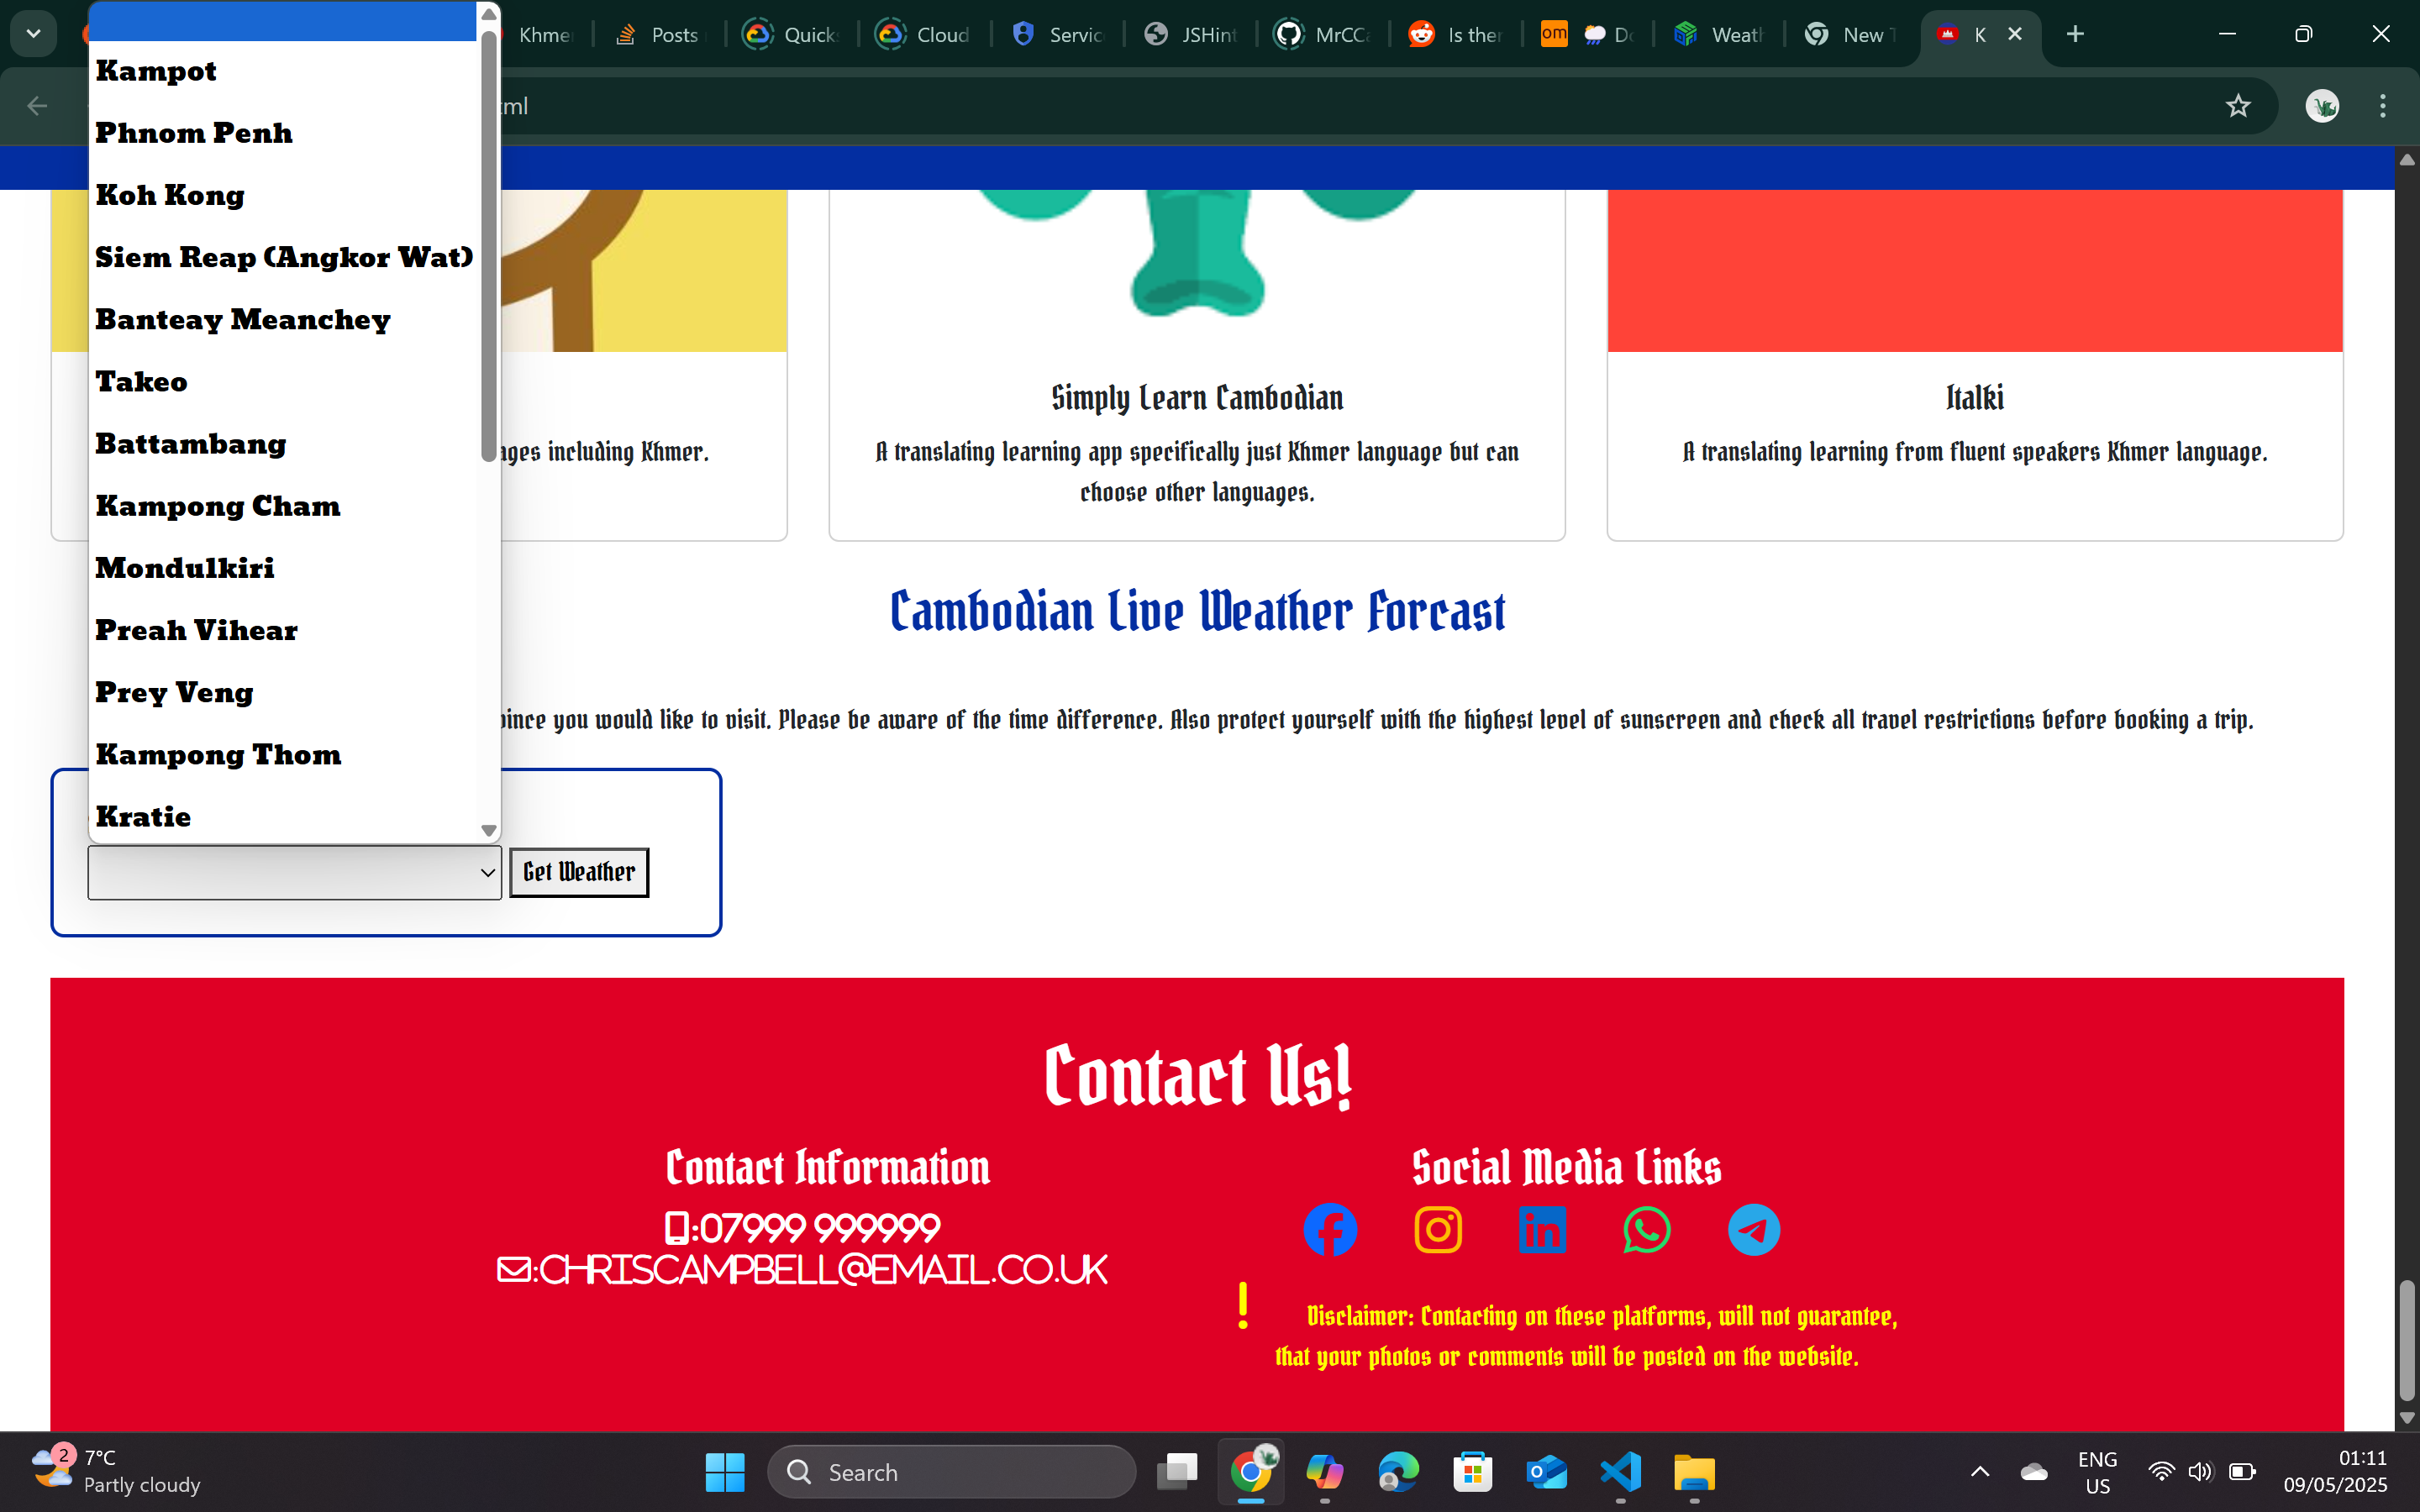 Khme
Posts
Quick
Cloud
Servic
JSHint
MrCCa
Is ther
om
Do
Weath
New T
K
ml
Kampot
Phnom Penh
Koh Kong
Siem Reap (Angkor Wat)
Banteay Meanchey
Takeo
Battambang
Kampong Cham
Mondulkiri
Preah Vihear
Prey Veng
Kampong Thom
Kratie
ages including Khmer.
Simply Learn Cambodian
A translating learning app specifically just Khmer language but can
choose other languages.
Italki
A translating learning from fluent speakers Khmer language.
Cambodian Live Weather Forcast
vince you would like to visit. Please be aware of the time difference. Also protect yourself with the highest level of sunscreen and check all travel restrictions before booking a trip.
Get Weather
Contact Us!
Contact Information
:07999 999999
:CHRISCAMPBELL@EMAIL.CO.UK
Social Media Links
Disclaimer: Contacting on these platforms, will not guarantee,
that your photos or comments will be posted on the website.
2
7°C
Partly cloudy
Search
ENG
US
01:11
09/05/2025